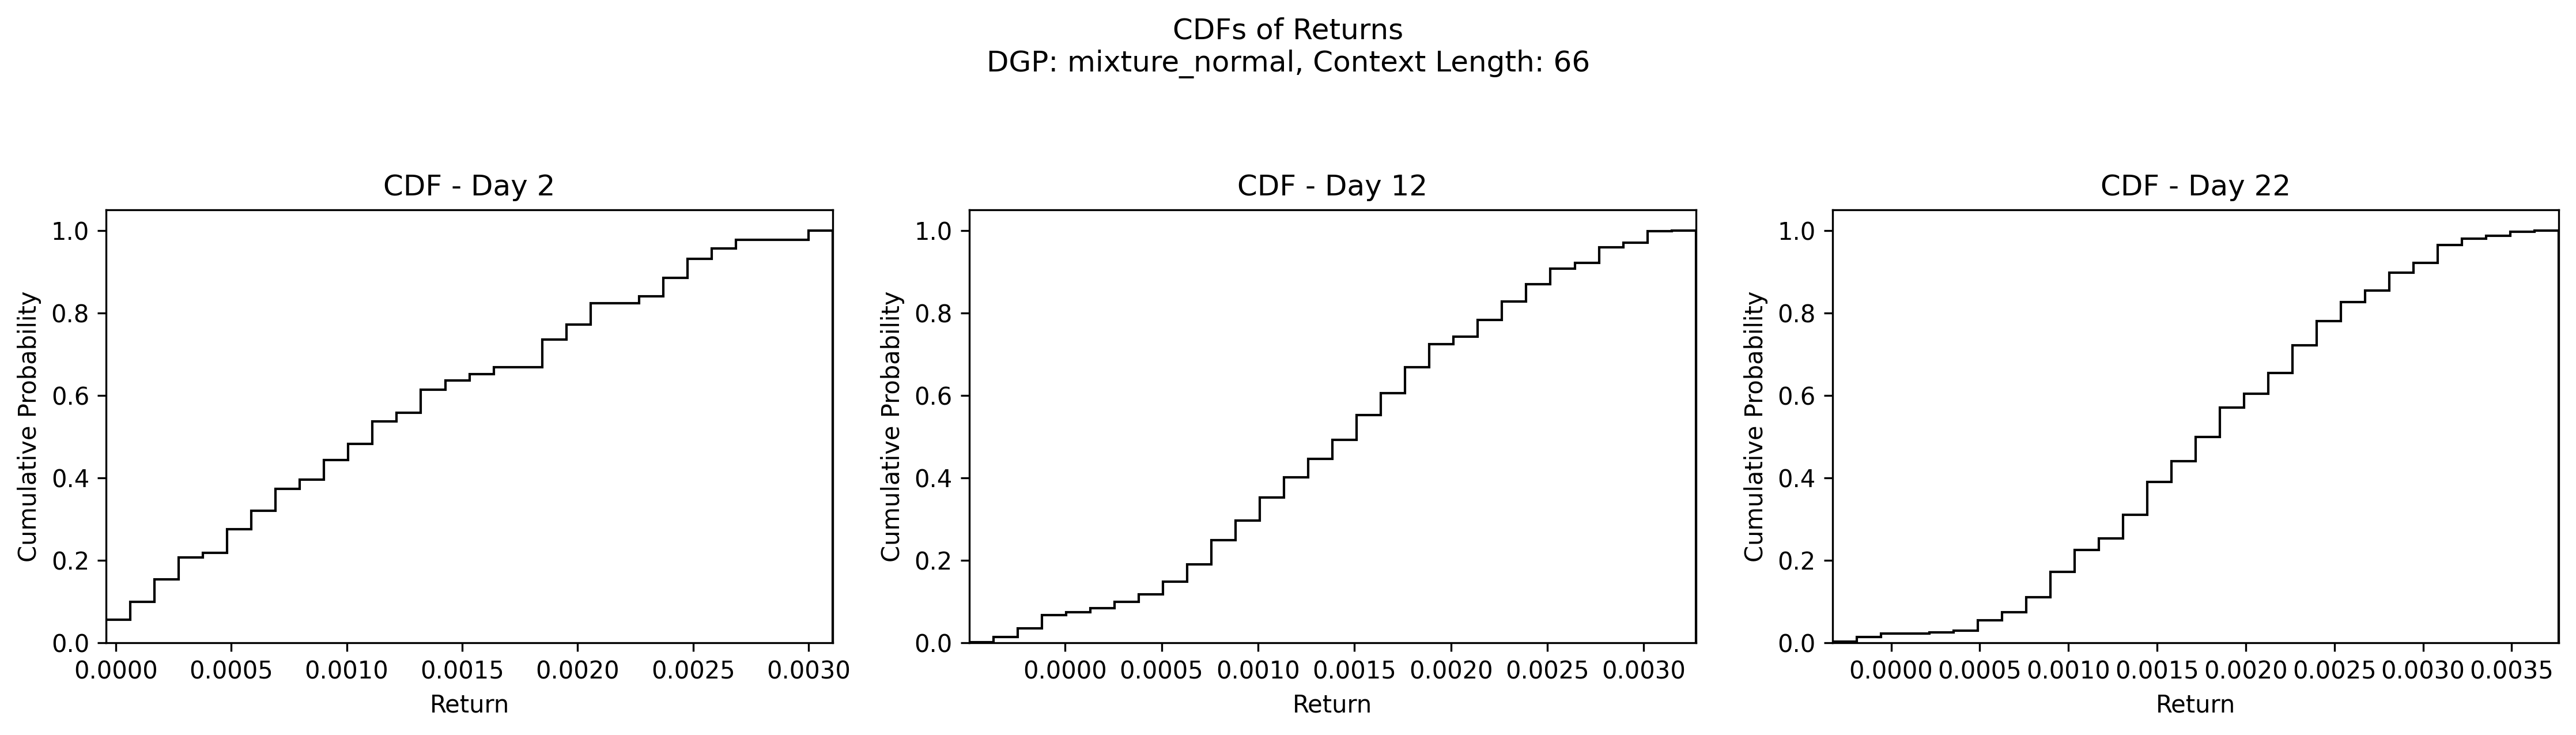 CDFs of Returns
DGP: mixture_normal, Context Length: 66
CDF - Day 2
1.0
0.8
0.6
0.4
0.2
0.0
Cumulative Probability
0.0000 0.0005 0.0010 0.0015 0.0020 0.0025 0.0030
Return
CDF - Day 12
1.0
0.8
0.6
0.4
0.2
0.0
Cumulative Probability
0.0000 0.0005 0.0010 0.0015 0.0020 0.0025 0.0030
Return
CDF - Day 22
1.0
0.8
0.6
0.4
0.2
0.0
Cumulative Probability
0.0000 0.0005 0.0010 0.0015 0.0020 0.0025 0.0030 0.0035
Return